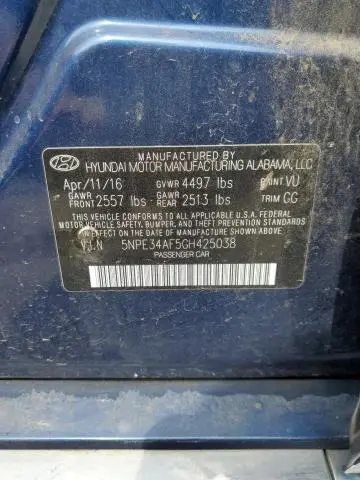 MANUFACTURED BY
HYUNDAI MOTOR MANUFACTURING ALABAMA, LLC
Apr/11/16 GVWR 4497 lbs PAINT VU
GAWR FRONT 2557 lbs GAWR REAR 2513 lbs TRIM GG
THIS VEHICLE CONFORMS TO ALL APPLICABLE U.S.A. FEDERAL
MOTOR VEHICLE SAFETY, BUMPER, AND THEFT PREVENTION STANDARDS
IN EFFECT ON THE DATE OF MANUFACTURE SHOWN ABOVE.
V.I.N 5NPE34AF5GH425038
PASSENGER CAR